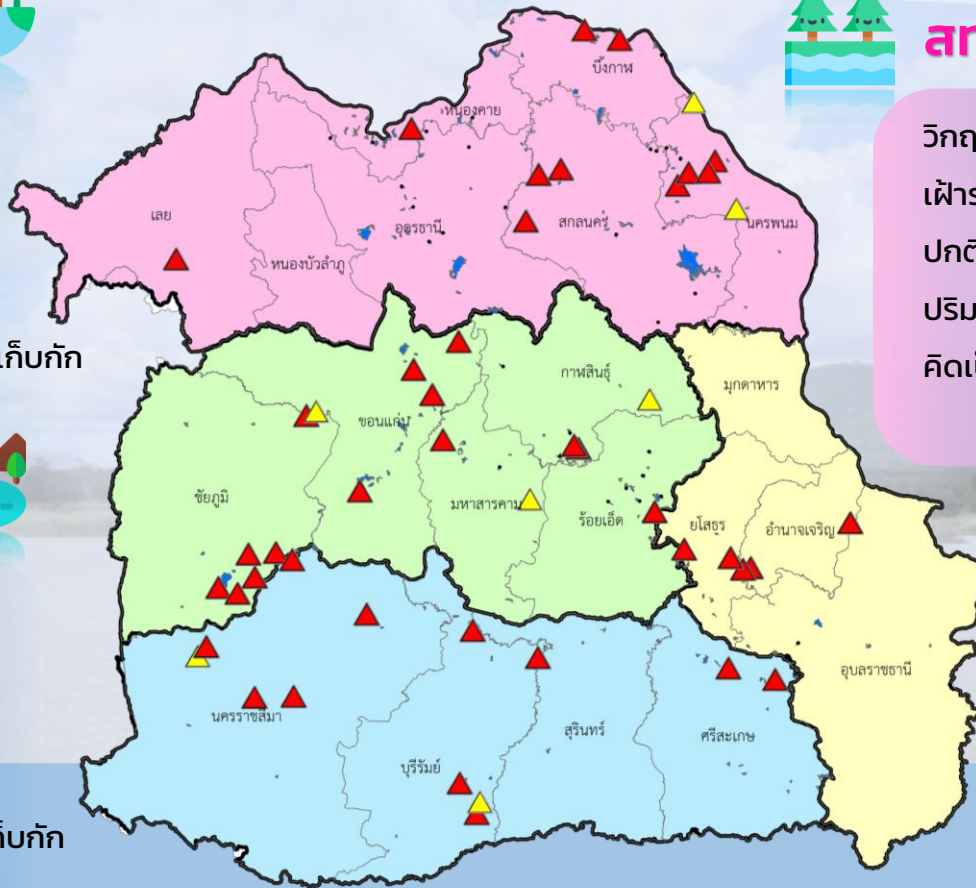 สท
วิกฤ
เฝ้าร
ปกติ
ปริม
คิดเป็
บึงกาฬ
หนองคาย
เลย
อุดรธานี
สกลนคร
นครพนม
หนองบัวลำภู
เก็บกัก
กาฬสินธุ์
มุกดาหาร
ขอนแก่น
ชัยภูมิ
มหาสารคาม
ร้อยเอ็ด
ยโสธร
อำนาจเจริญ
อุบลราชธานี
นครราชสีมา
สุรินทร์
ศรีสะเกษ
บุรีรัมย์
ก็บกัก